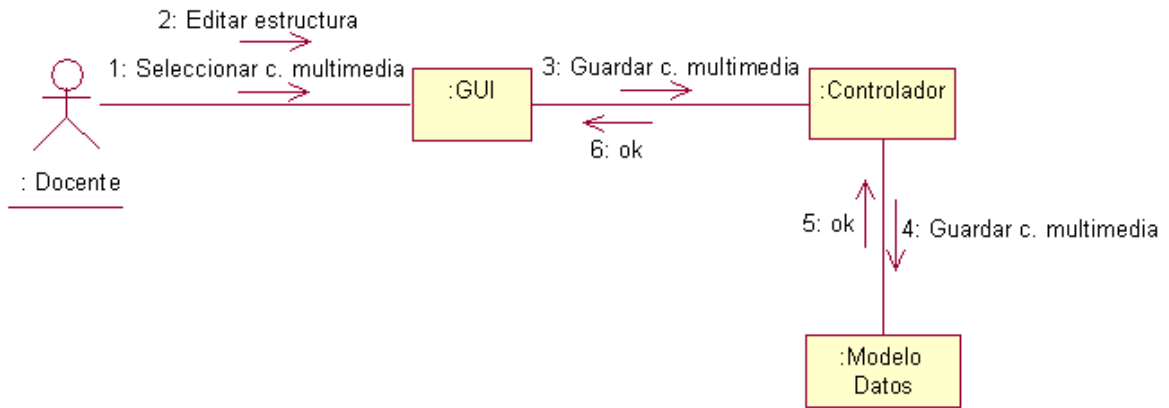 2: Editar estructura
1: Seleccionar c. multimedia
:GUI
3: Guardar c. multimedia
:Controlador
6: ok
: Docente
5: ok
4: Guardar c. multimedia
:Modelo
Datos